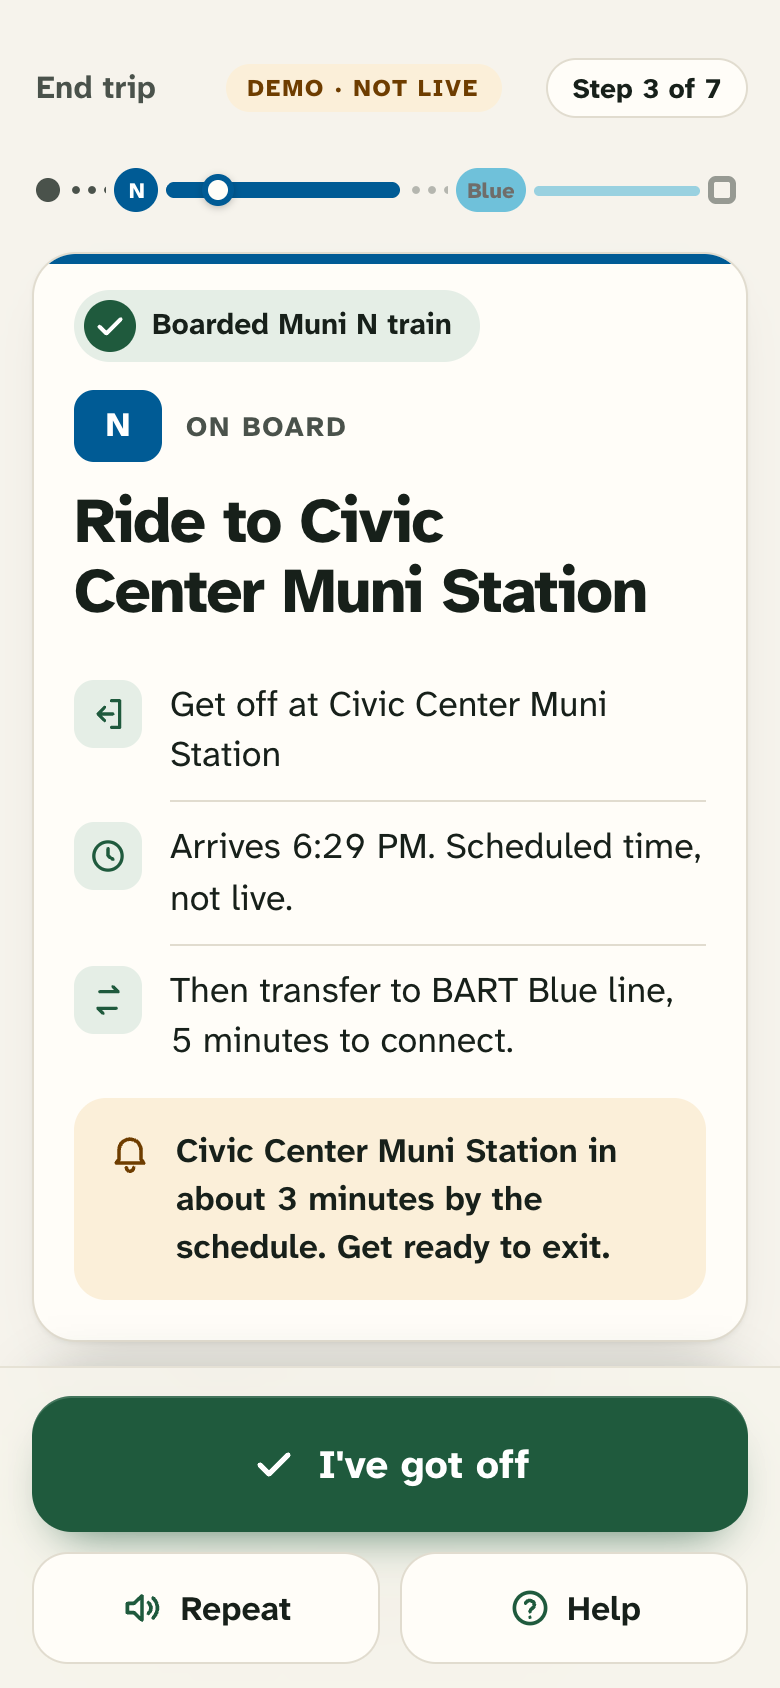 End trip
DEMO · NOT LIVE
Step 3 of 7
N
Blue
Boarded Muni N train
N
ON BOARD
Ride to Civic
Center Muni Station
Get off at Civic Center Muni
Station
Arrives 6:29 PM. Scheduled time,
not live.
Then transfer to BART Blue line,
5 minutes to connect.
Civic Center Muni Station in
about 3 minutes by the
schedule. Get ready to exit.
I've got off
Repeat
Help